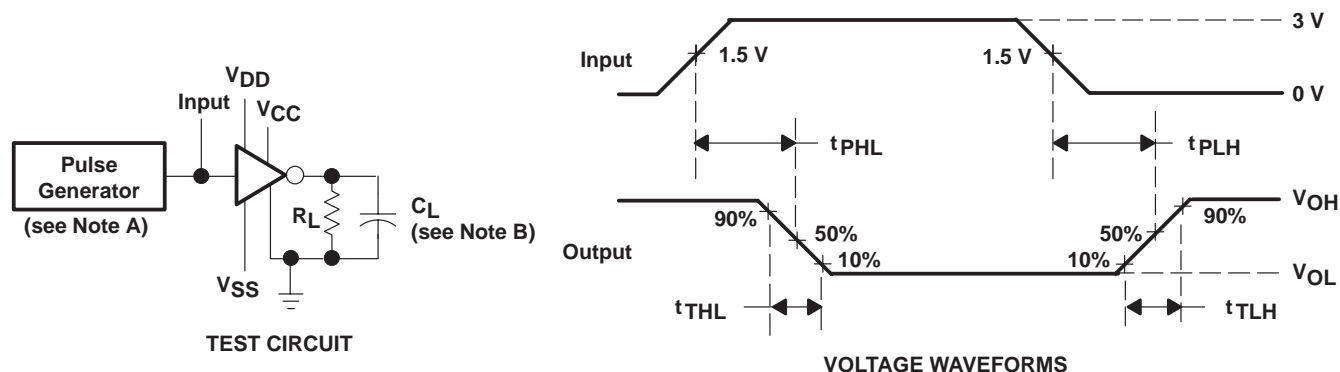 VDD
Input
VCC
Pulse
Generator
(see Note A)
RL
CL
(see Note B)
VSS
TEST CIRCUIT
3 V
Input
1.5 V
1.5 V
0 V
tPHL
tPLH
VOH
90%
50%
10%
Output
90%
50%
10%
VOL
tTHL
tTLH
VOLTAGE WAVEFORMS